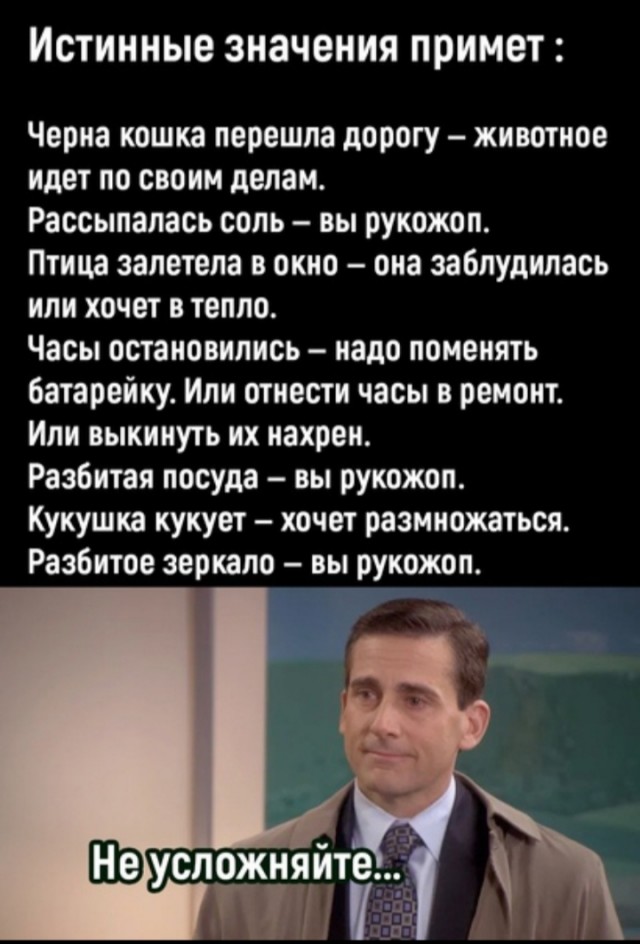 Истинные значения примет :
Черна кошка перешла дорогу – животное
идет по своим делам.
Рассыпалась соль – вы рукожоп.
Птица залетела в окно – она заблудилась
или хочет в тепло.
Часы остановились – надо поменять
батарейку. Или отнести часы в ремонт.
Или выкинуть их нахрен.
Разбитая посуда – вы рукожоп.
Кукушка кукует – хочет размножаться.
Разбитое зеркало – вы рукожоп.
Не усложняйте...